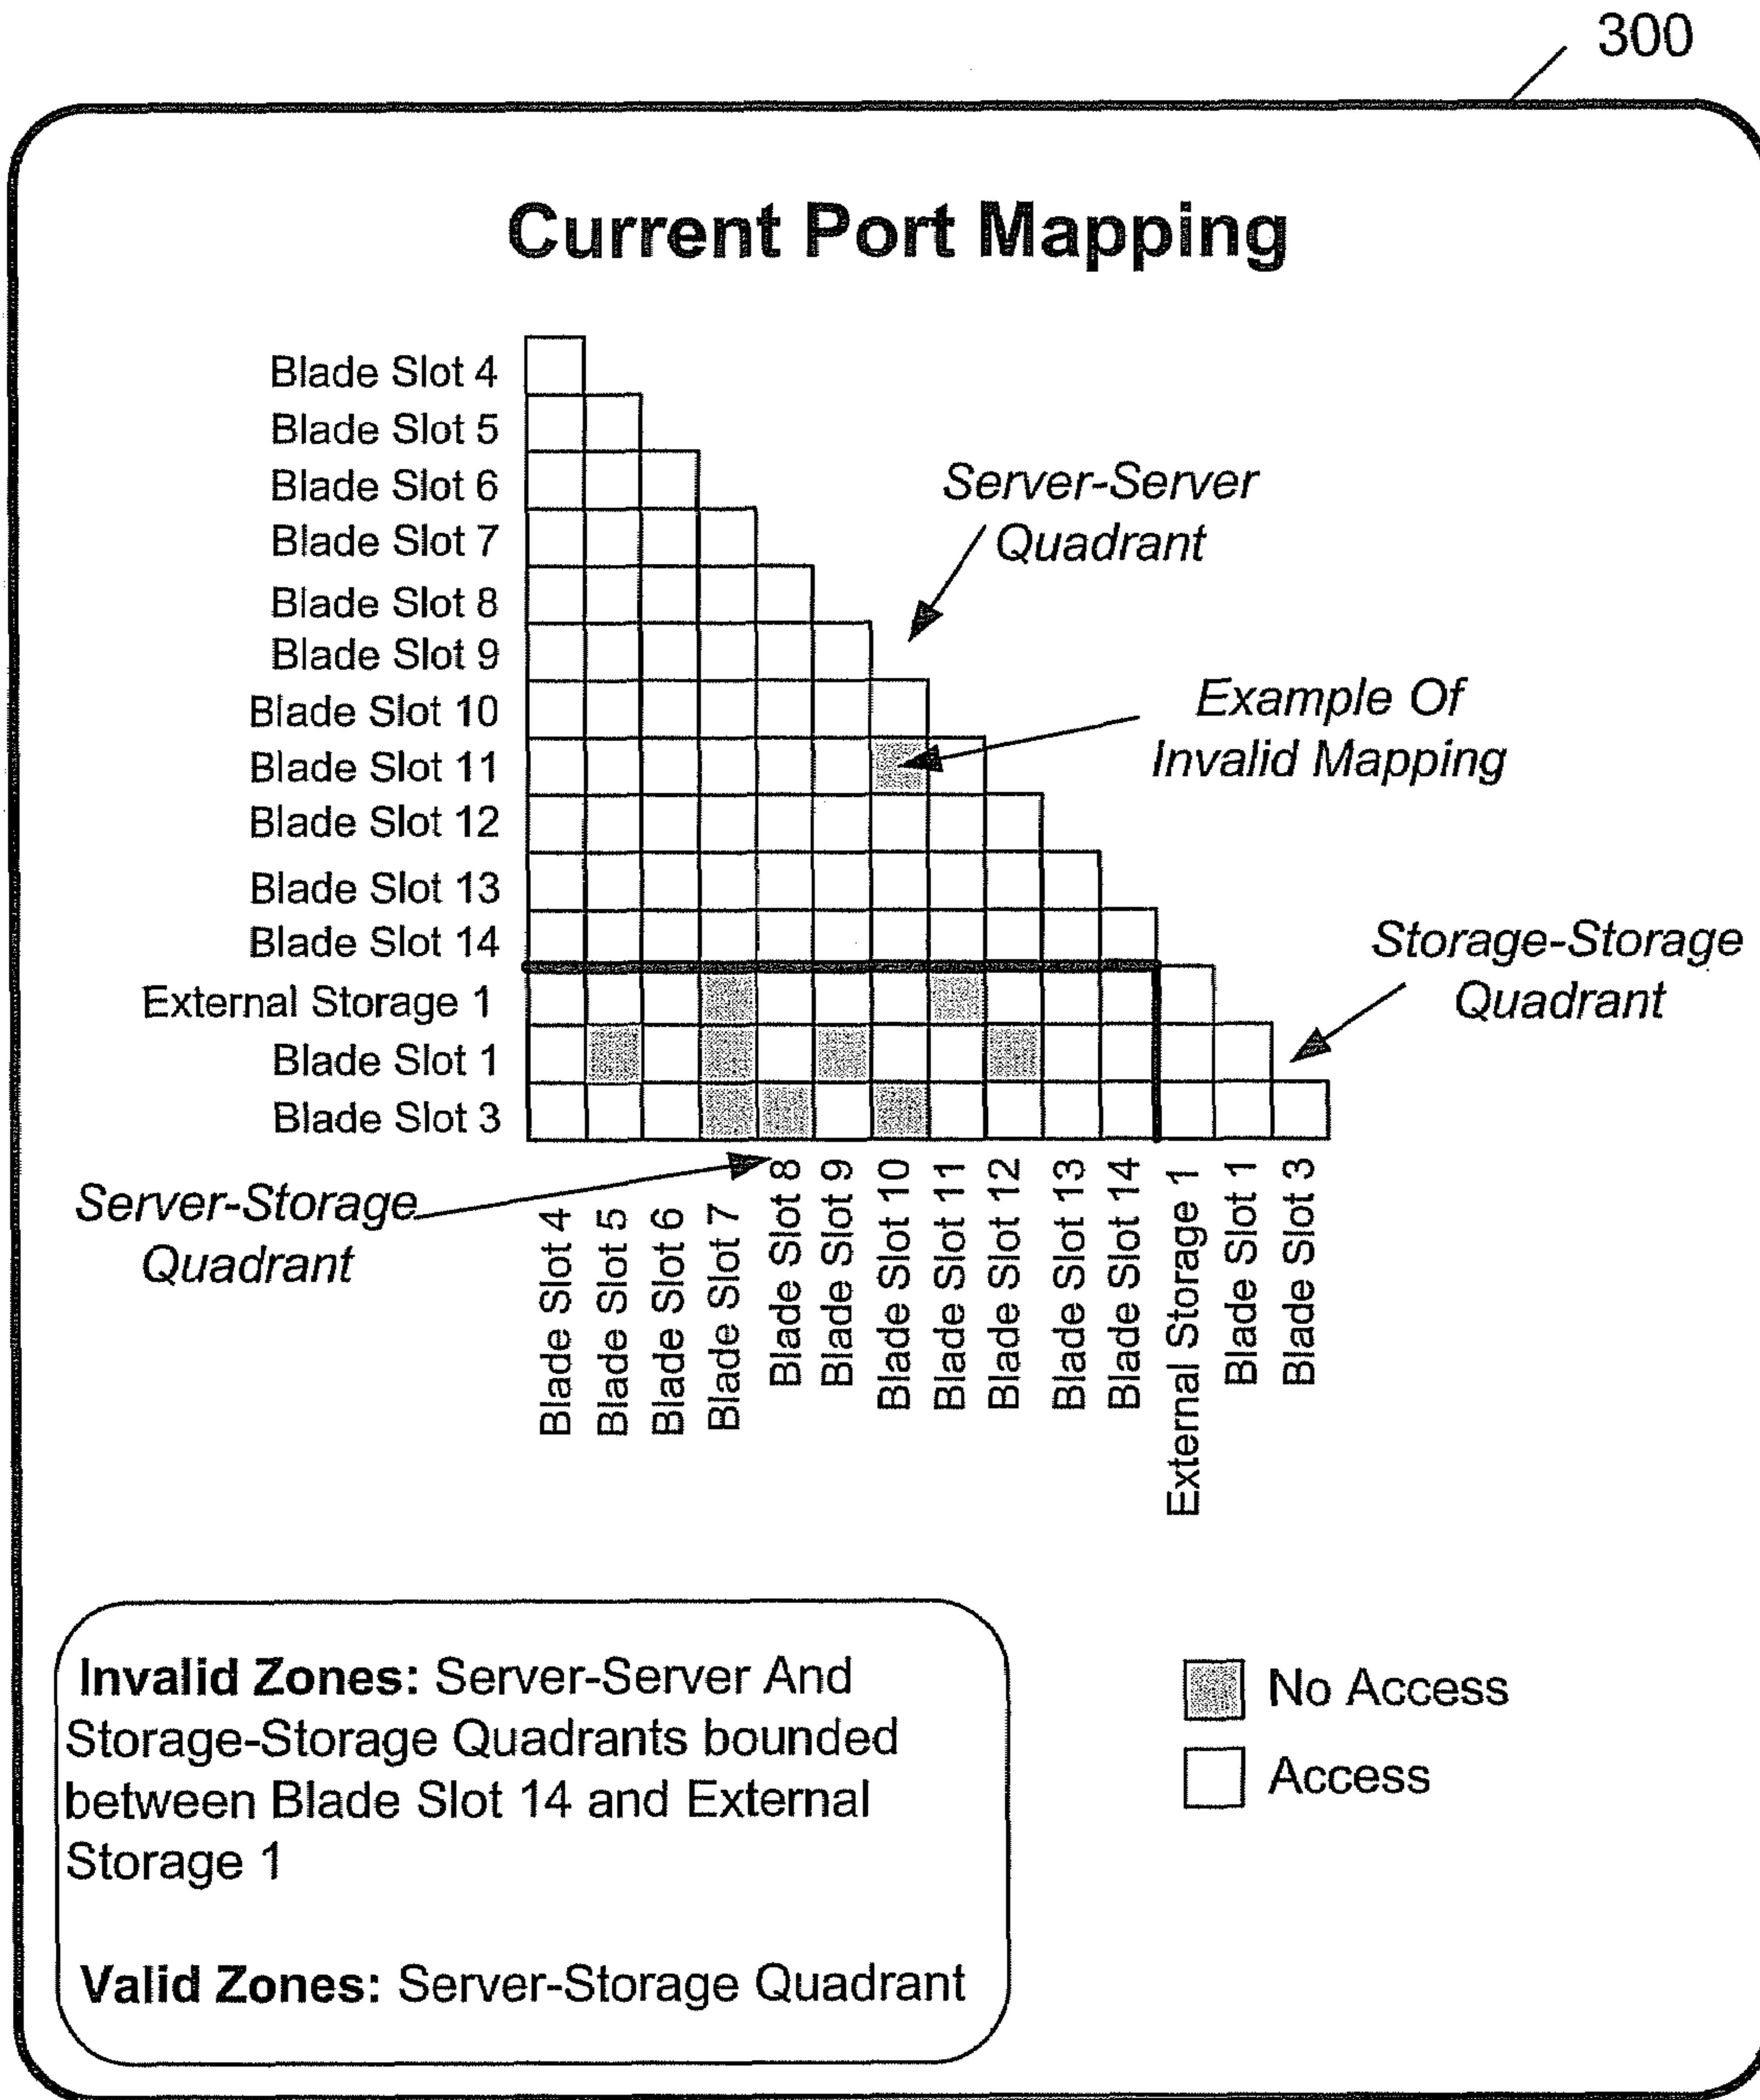 300
Current Port Mapping
Blade Slot 4
Blade Slot 5
Blade Slot 6
Blade Slot 7
Blade Slot 8
Blade Slot 9
Blade Slot 10
Blade Slot 11
Blade Slot 12
Blade Slot 13
Blade Slot 14
External Storage 1
Blade Slot 1
Blade Slot 3
Server-Server
Quadrant
Example Of
Invalid Mapping
Storage-Storage
Quadrant
Server-Storage
Quadrant
Blade Slot 4
Blade Slot 5
Blade Slot 6
Blade Slot 7
Blade Slot 8
Blade Slot 9
Blade Slot 10
Blade Slot 11
Blade Slot 12
Blade Slot 13
Blade Slot 14
External Storage 1
Blade Slot 1
Blade Slot 3
Invalid Zones: Server-Server And
Storage-Storage Quadrants bounded
between Blade Slot 14 and External
Storage 1
Valid Zones: Server-Storage Quadrant
No Access
Access